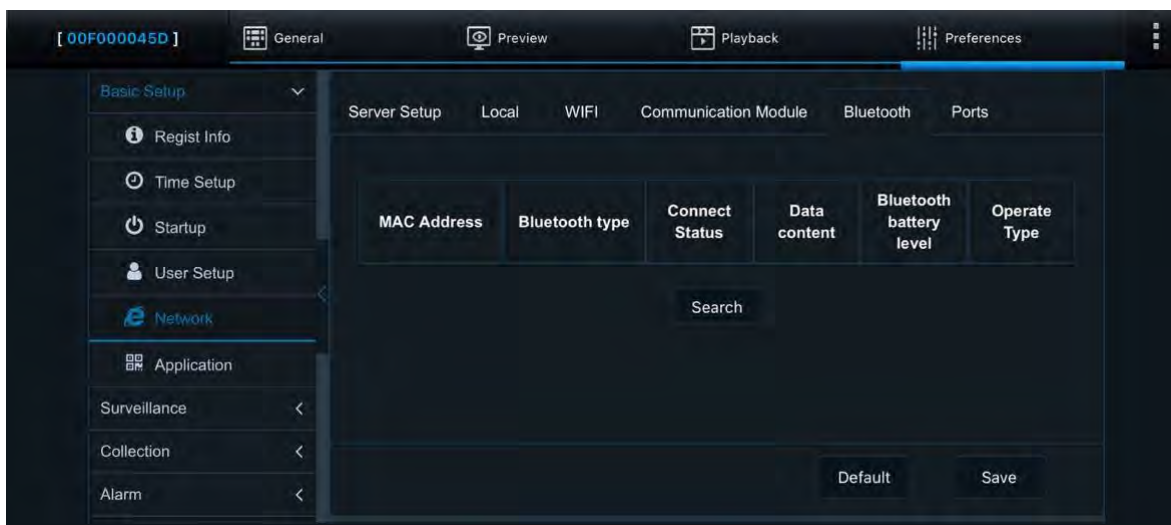 [ 00F000045D ] General Preview Playback Preferences
Basic Setup
Regist Info
Time Setup
Startup
User Setup
Network
Application
Surveillance
Collection
Alarm
Server Setup Local WIFI Communication Module Bluetooth Ports
MAC Address Bluetooth type Connect Status Data content Bluetooth battery level Operate Type
Search
Default Save